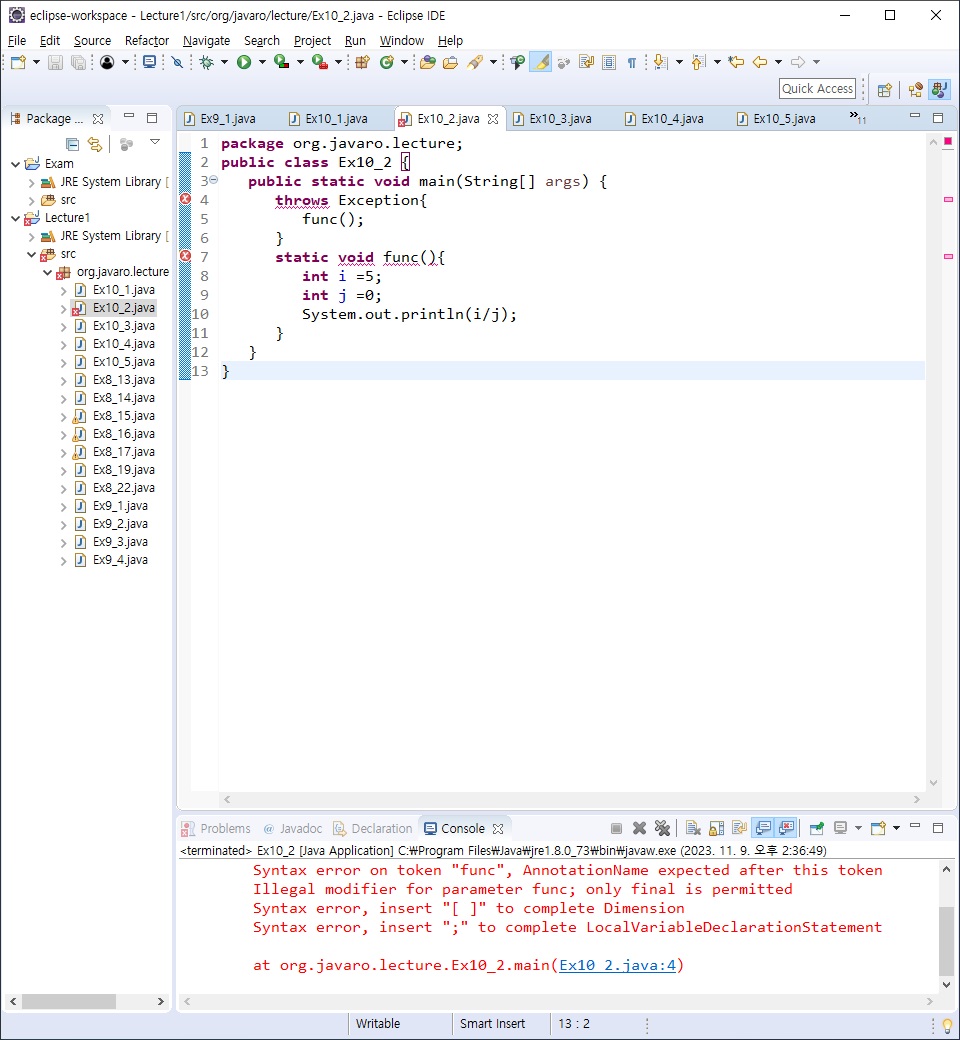 eclipse-workspace - Lecture1/src/org/javaro/lecture/Ex10_2.java - Eclipse IDE
File Edit Source Refactor Navigate Search Project Run Window Help
Quick Access
Package ...
Exam
JRE System Library [
src
Lecture1
JRE System Library [
src
org.javaro.lecture
Ex10_1.java
Ex10_2.java
Ex10_3.java
Ex10_4.java
Ex10_5.java
Ex8_13.java
Ex8_14.java
Ex8_15.java
Ex8_16.java
Ex8_17.java
Ex8_19.java
Ex8_22.java
Ex9_1.java
Ex9_2.java
Ex9_3.java
Ex9_4.java
Ex9_1.java Ex10_1.java Ex10_2.java Ex10_3.java Ex10_4.java Ex10_5.java »11
1 package org.javaro.lecture;
2 public class Ex10_2 {
3 public static void main(String[] args) {
4 throws Exception{
5 func();
6 }
7 static void func(){
8 int i =5;
9 int j =0;
10 System.out.println(i/j);
11 }
12 }
13 }
Problems @ Javadoc Declaration Console
<terminated> Ex10_2 [Java Application] C:₩Program Files₩Java₩jre1.8.0_73₩bin₩javaw.exe (2023. 11. 9. 오후 2:36:49)
Syntax error on token "func", AnnotationName expected after this token
Illegal modifier for parameter func; only final is permitted
Syntax error, insert "[ ]" to complete Dimension
Syntax error, insert ";" to complete LocalVariableDeclarationStatement
at org.javaro.lecture.Ex10_2.main(Ex10_2.java:4)
Writable Smart Insert 13 : 2